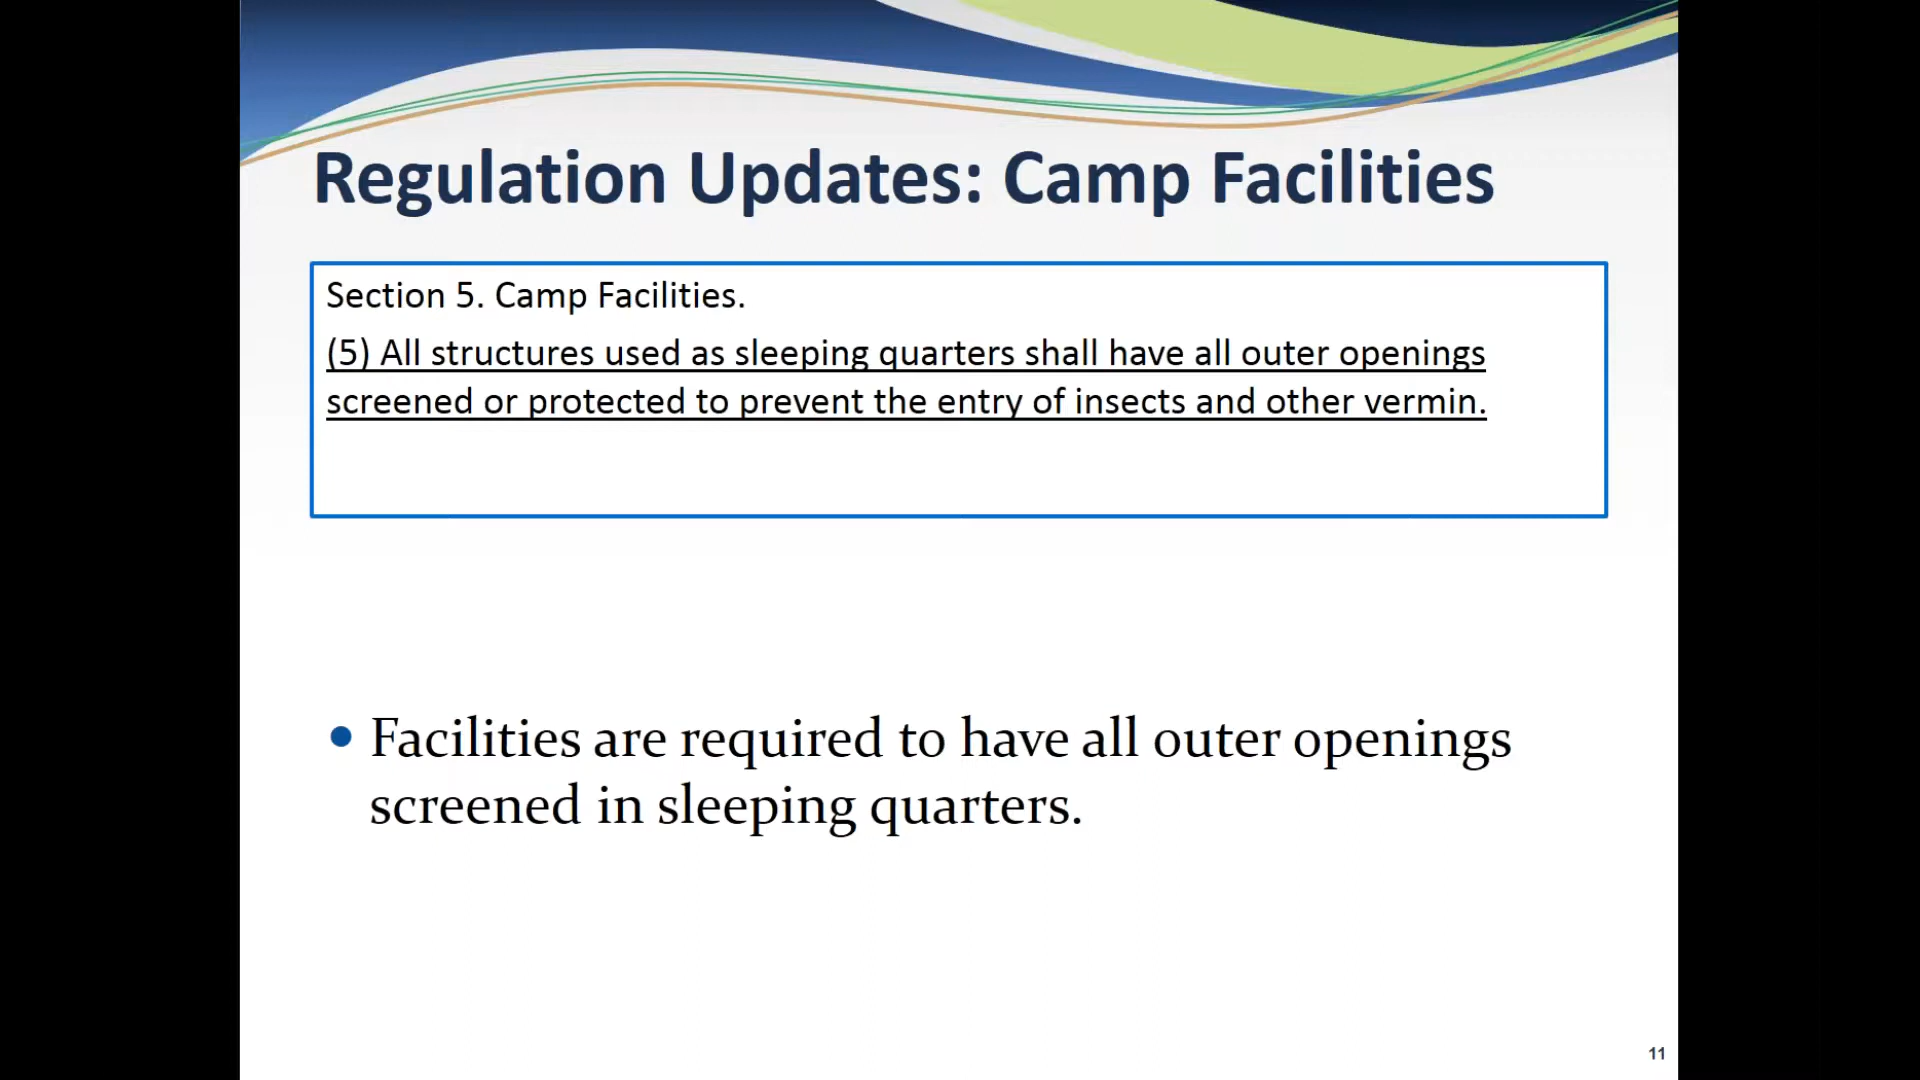 Regulation Updates: Camp Facilities
Section 5. Camp Facilities.
(5) All structures used as sleeping quarters shall have all outer openings
screened or protected to prevent the entry of insects and other vermin.
• Facilities are required to have all outer openings
screened in sleeping quarters.
11